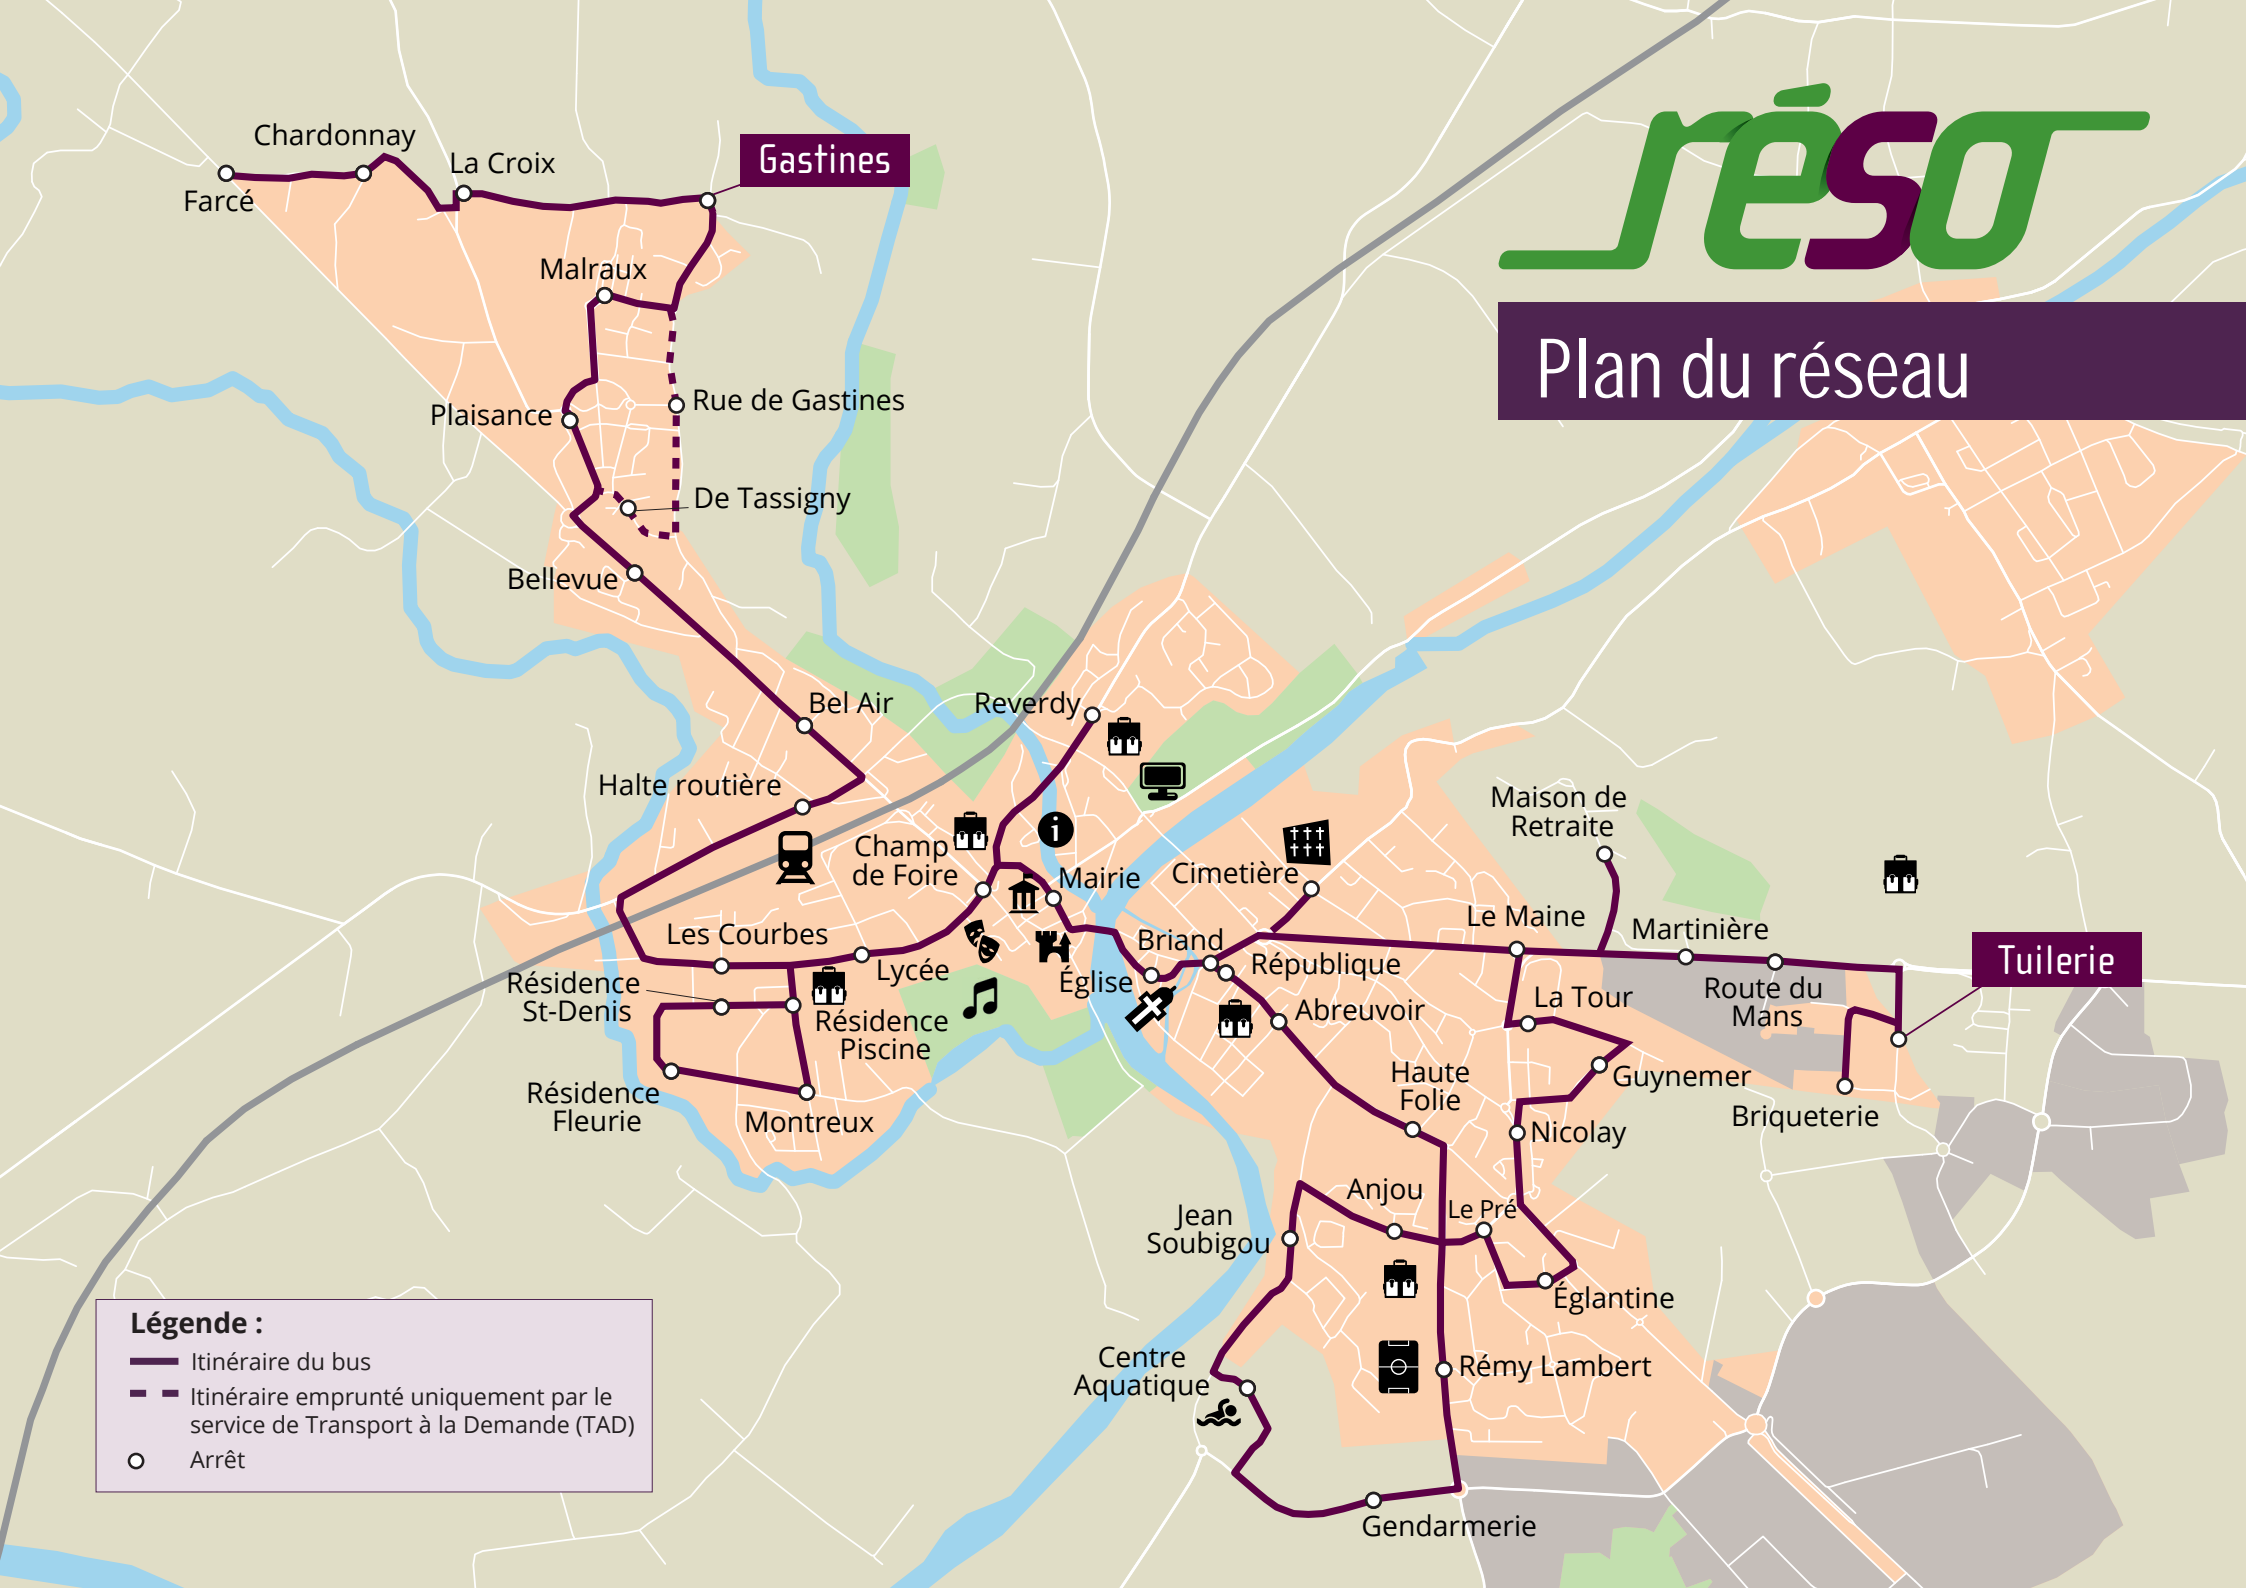 réso
Plan du réseau
Chardonnay
La Croix
Gastines
Farcé
Malraux
Plaisance
Rue de Gastines
De Tassigny
Bellevue
Bel Air
Reverdy
Halte routière
Champ
de Foire
Mairie
Cimetière
Maison de
Retraite
Les Courbes
Lycée
Église
Briand
République
Le Maine
Martinière
Tuilerie
Résidence
St-Denis
Résidence
Piscine
Abreuvoir
La Tour
Route du
Mans
Résidence
Fleurie
Montreux
Haute
Folie
Guynemer
Briqueterie
Nicolay
Anjou
Le Pré
Jean
Soubigou
Églantine
Centre
Aquatique
Rémy Lambert
Gendarmerie
Légende :
Itinéraire du bus
Itinéraire emprunté uniquement par le
service de Transport à la Demande (TAD)
Arrêt